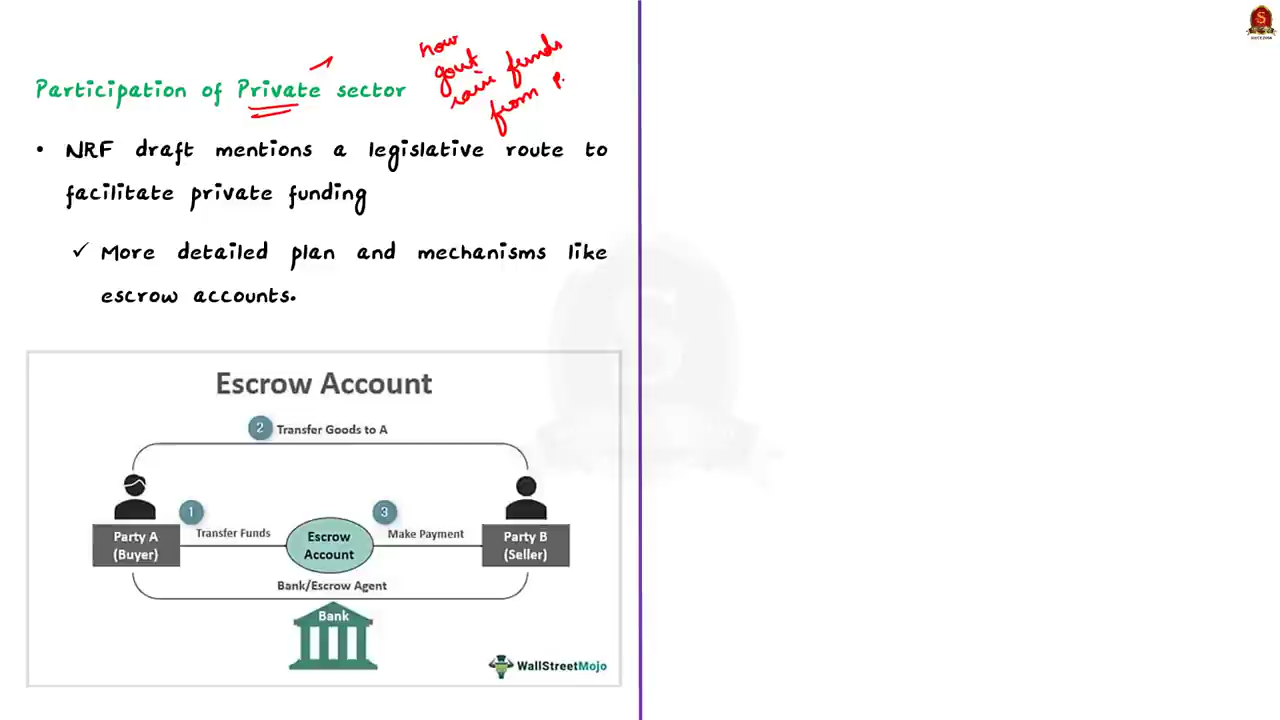 Participation of Private sector
how
govt
raise funds
from p.
• NRF draft mentions a legislative route to
facilitate private funding
✓ More detailed plan and mechanisms like
escrow accounts.
Escrow Account
2 Transfer Goods to A
1 Transfer Funds
3 Make Payment
Party A
(Buyer)
Escrow
Account
Party B
(Seller)
Bank/Escrow Agent
Bank
WallStreetMojo